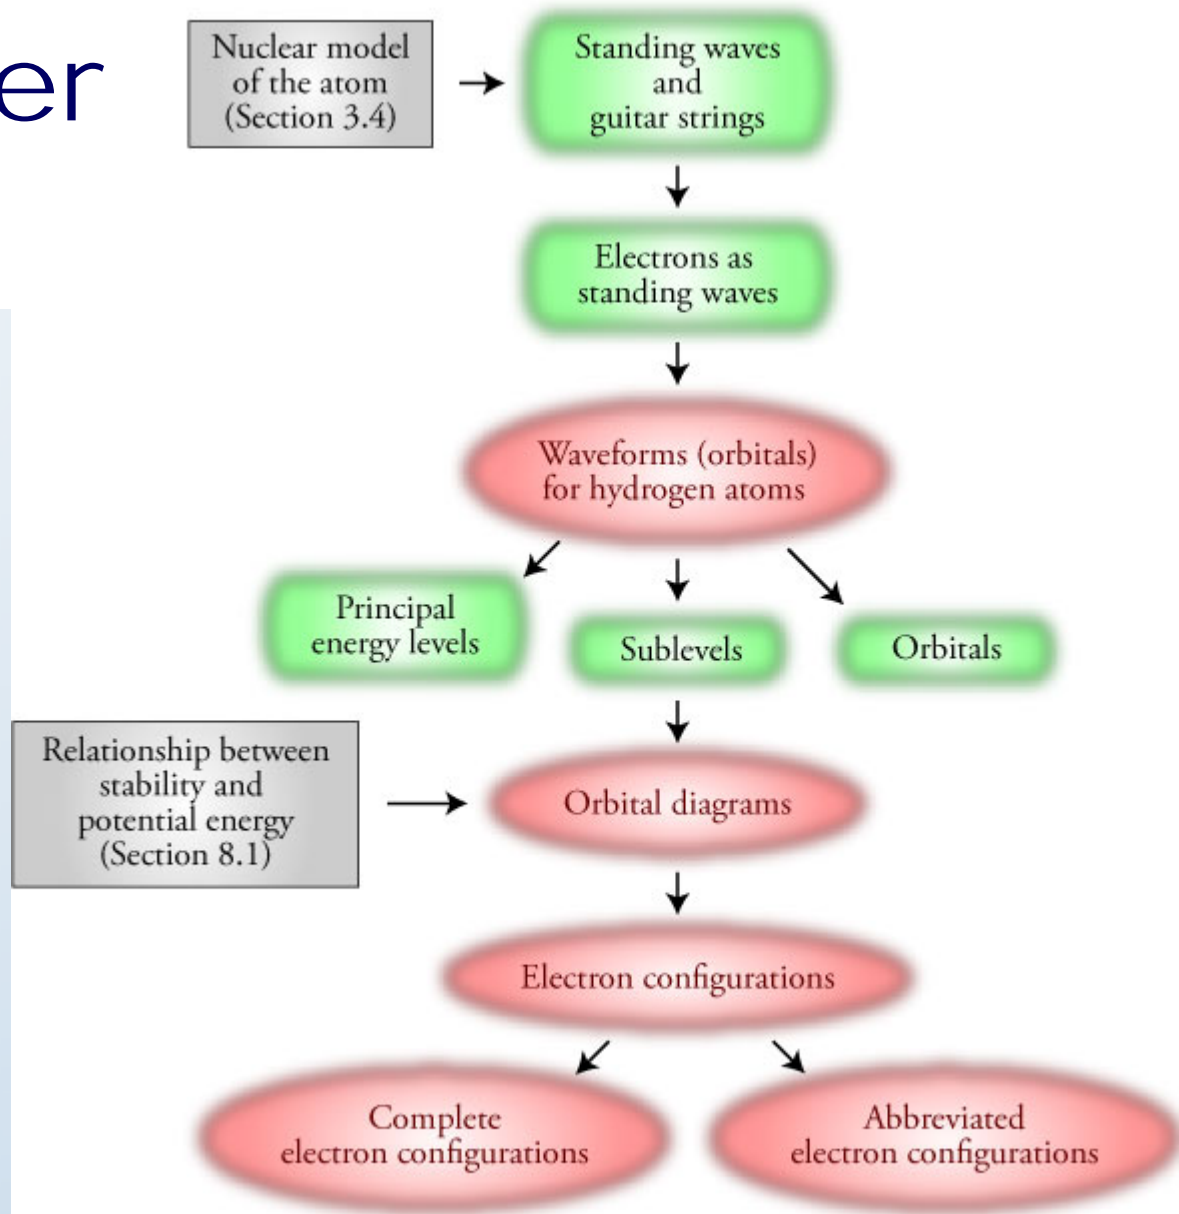 er
Nuclear model
of the atom
(Section 3.4)
Standing waves
and
guitar strings
Electrons as
standing waves
Waveforms (orbitals)
for hydrogen atoms
Principal
energy levels
Sublevels
Orbitals
Relationship between
stability and
potential energy
(Section 8.1)
Orbital diagrams
Electron configurations
Complete
electron configurations
Abbreviated
electron configurations